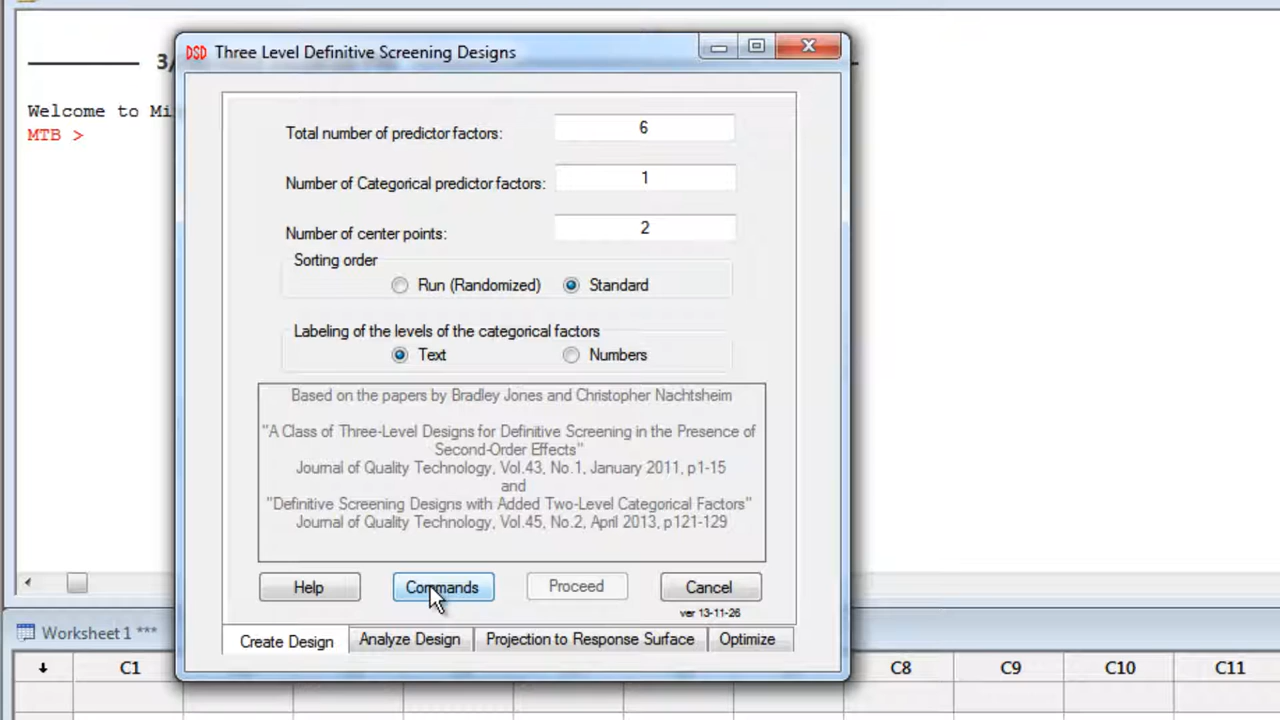 3/
Welcome to Mi
MTB >
DSD Three Level Definitive Screening Designs
Total number of predictor factors: 6
Number of Categorical predictor factors: 1
Number of center points: 2
Sorting order
Run (Randomized) Standard
Labeling of the levels of the categorical factors
Text Numbers
Based on the papers by Bradley Jones and Christopher Nachtsheim
"A Class of Three-Level Designs for Definitive Screening in the Presence of
Second-Order Effects"
Journal of Quality Technology, Vol.43, No.1, January 2011, p1-15
and
"Definitive Screening Designs with Added Two-Level Categorical Factors"
Journal of Quality Technology, Vol.45, No.2, April 2013, p121-129
Help Commands Proceed Cancel
ver 13-11-26
Create Design Analyze Design Projection to Response Surface Optimize
Worksheet 1 ***
C1 C8 C9 C10 C11